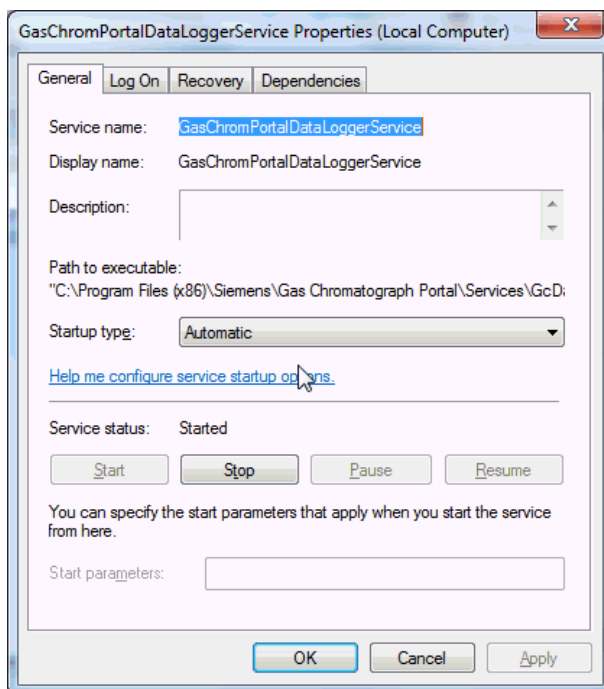 GasChromPortalDataLoggerService Properties (Local Computer)
General Log On Recovery Dependencies
Service name: GasChromPortalDataLoggerService
Display name: GasChromPortalDataLoggerService
Description:
Path to executable:
"C:\Program Files (x86)\Siemens\Gas Chromatograph Portal\Services\GcDa
Startup type: Automatic
Help me configure service startup options.
Service status: Started
Start Stop Pause Resume
You can specify the start parameters that apply when you start the service
from here.
Start parameters:
OK Cancel Apply